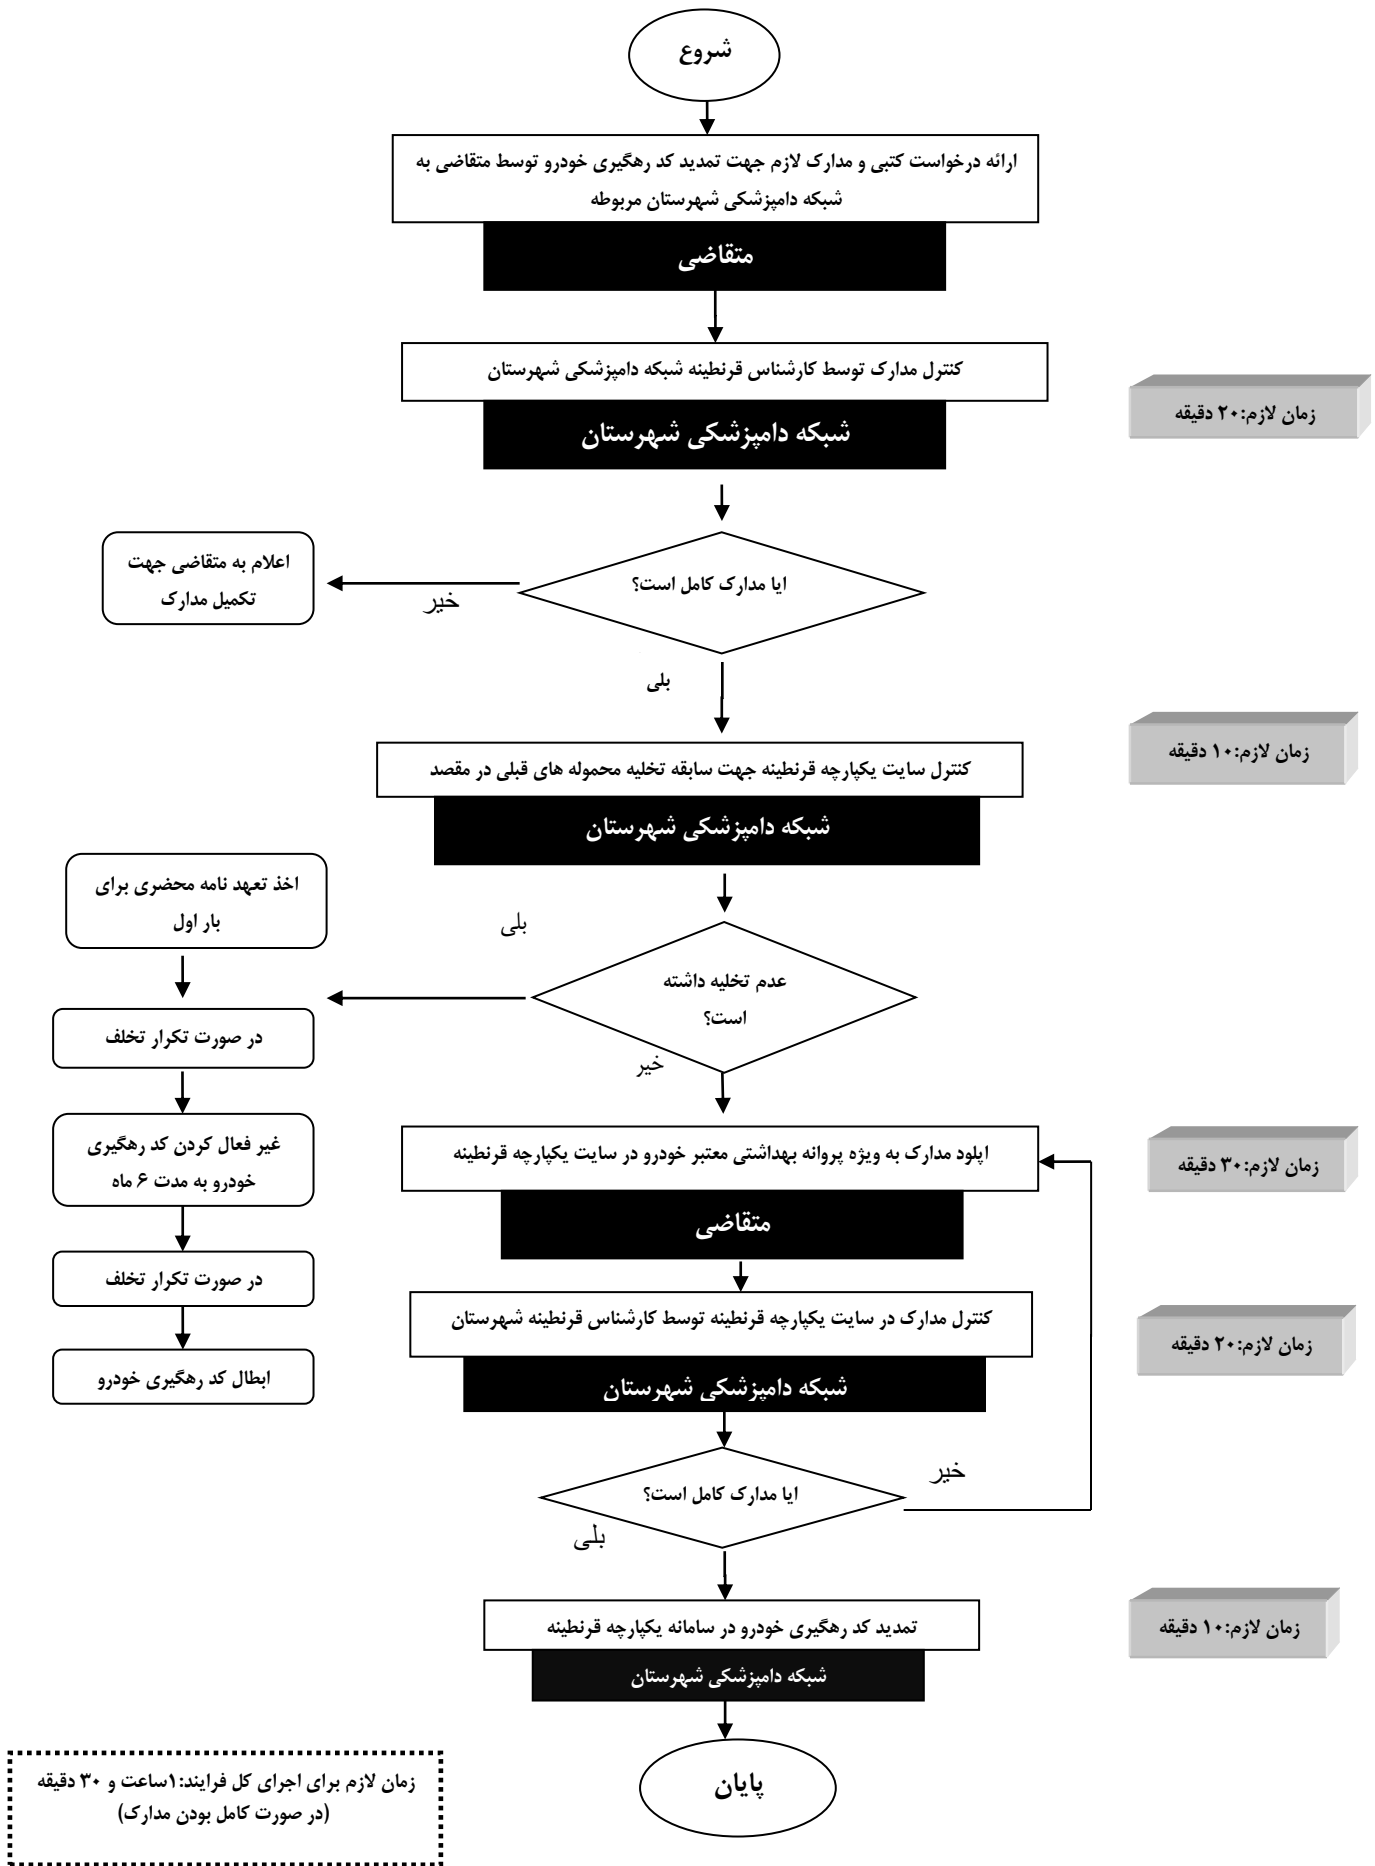 شروع
ارائه درخواست کتبی و مدارک لازم جهت تمدید کد رهگیری خودرو توسط متقاضی به
شبکه دامپزشکی شهرستان مربوطه
متقاضی
کنترل مدارک توسط کارشناس قرنطینه شبکه دامپزشکی شهرستان
شبکه دامپزشکی شهرستان
زمان لازم:۲۰ دقیقه
ایا مدارک کامل است؟
خیر
اعلام به متقاضی جهت
تکمیل مدارک
بلی
کنترل سایت یکپارچه قرنطینه جهت سابقه تخلیه محموله های قبلی در مقصد
شبکه دامپزشکی شهرستان
زمان لازم:۱۰ دقیقه
عدم تخلیه داشته
است؟
بلی
اخذ تعهد نامه محضری برای
بار اول
در صورت تکرار تخلف
غیر فعال کردن کد رهگیری
خودرو به مدت ۶ ماه
در صورت تکرار تخلف
ابطال کد رهگیری خودرو
خیر
اپلود مدارک به ویژه پروانه بهداشتی معتبر خودرو در سایت یکپارچه قرنطینه
متقاضی
زمان لازم:۳۰ دقیقه
کنترل مدارک در سایت یکپارچه قرنطینه توسط کارشناس قرنطینه شهرستان
شبکه دامپزشکی شهرستان
زمان لازم:۲۰ دقیقه
ایا مدارک کامل است؟
خیر
بلی
تمدید کد رهگیری خودرو در سامانه یکپارچه قرنطینه
شبکه دامپزشکی شهرستان
زمان لازم:۱۰ دقیقه
پایان
زمان لازم برای اجرای کل فرایند:۱ساعت و ۳۰ دقیقه
(در صورت کامل بودن مدارک)